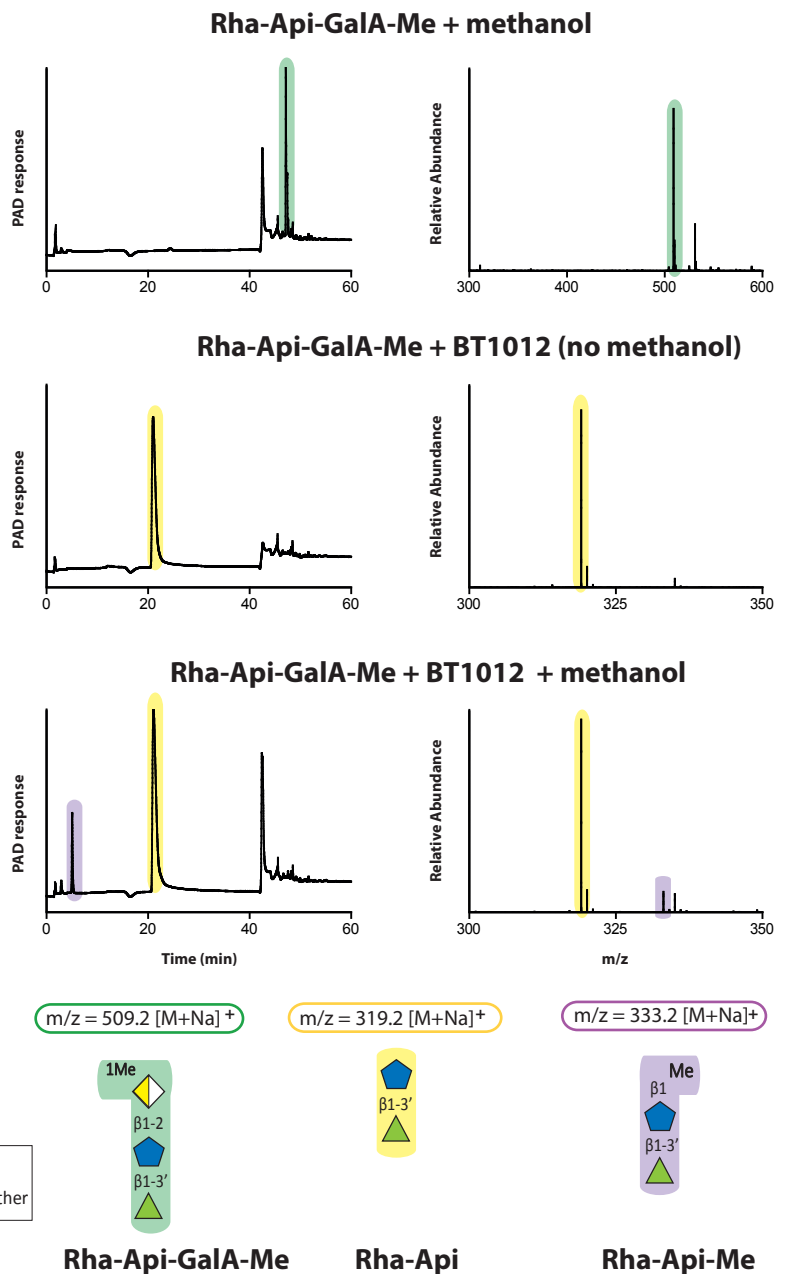 Rha-Api-GalA-Me + methanol
PAD response
0 20 40 60
Relative Abundance
300 400 500 600
Rha-Api-GalA-Me + BT1012 (no methanol)
PAD response
0 20 40 60
Relative Abundance
300 325 350
Rha-Api-GalA-Me + BT1012 + methanol
PAD response
0 20 40 60
Time (min)
Relative Abundance
300 325 350
m/z
m/z = 509.2 [M+Na] +
m/z = 319.2 [M+Na]+
m/z = 333.2 [M+Na]+
1Me
β1-2
β1-3'
β1-3'
Me
β1
β1-3'
ther
Rha-Api-GalA-Me
Rha-Api
Rha-Api-Me